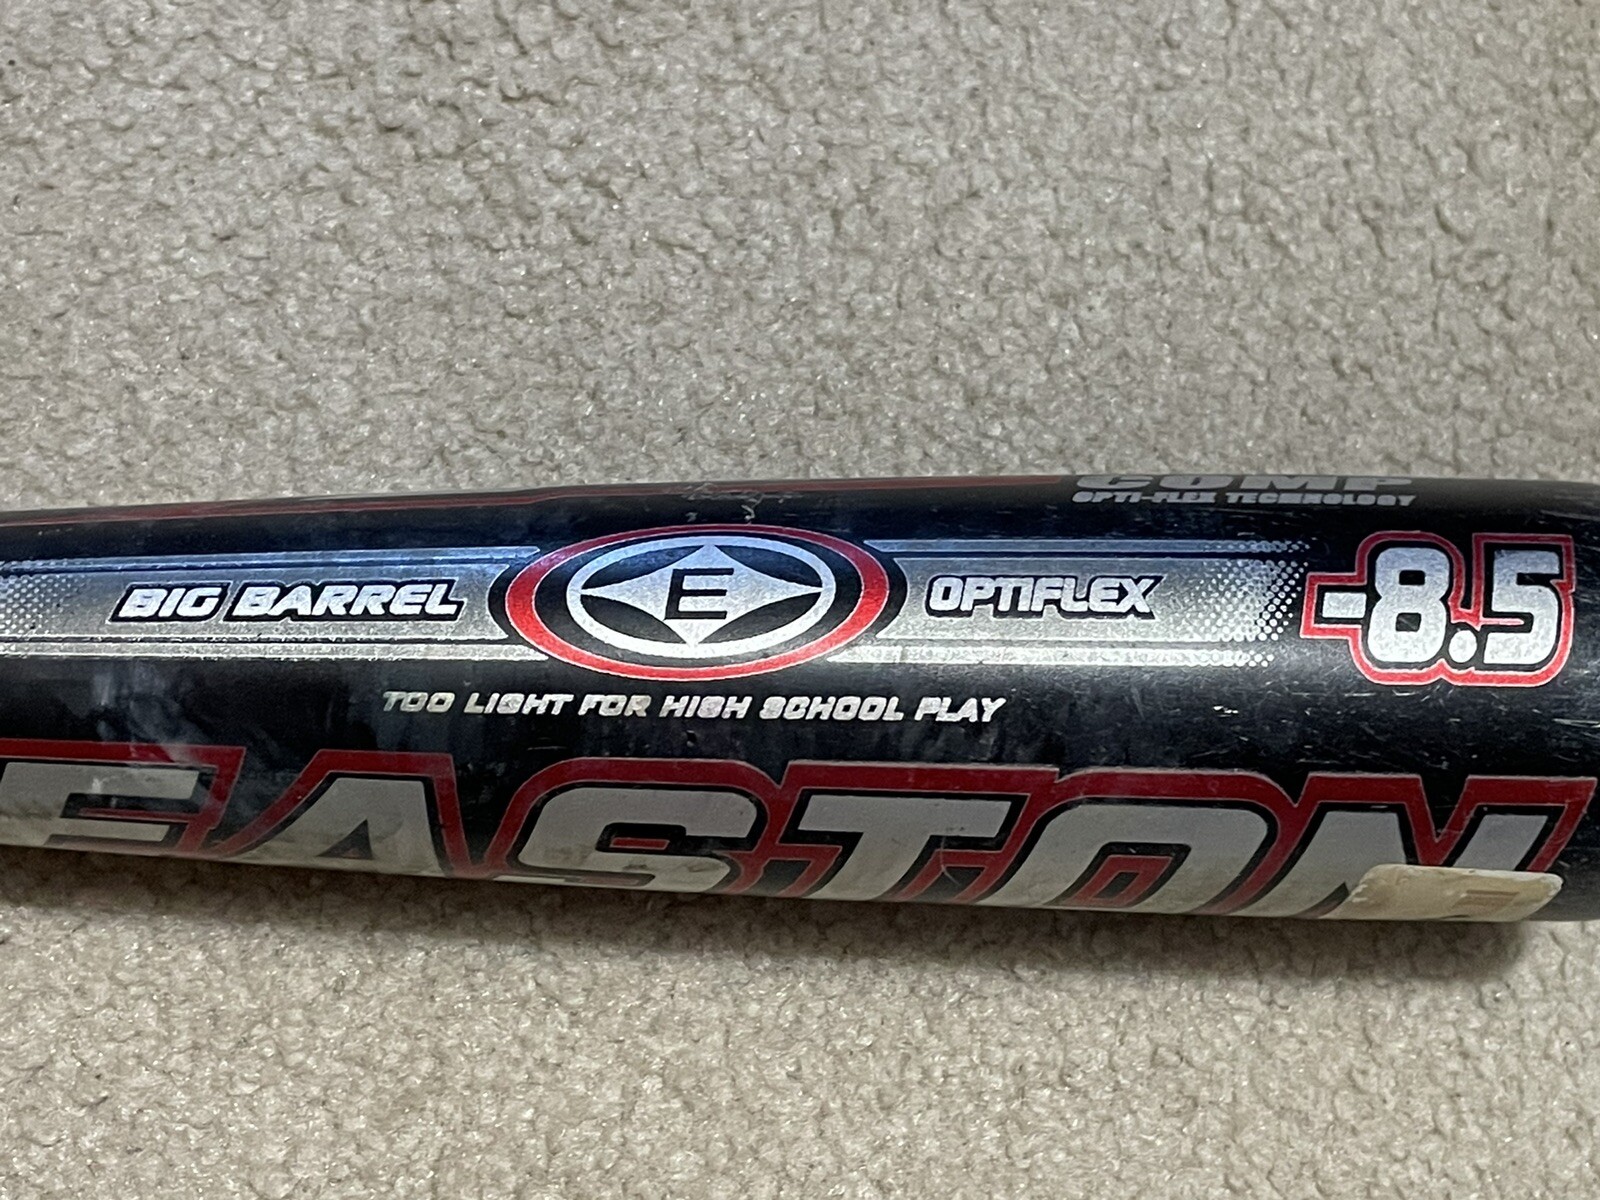 COMP
OPTI-FLEX TECHNOLOGY
BIG BARREL E OPTIFLEX -8.5
TOO LIGHT FOR HIGH SCHOOL PLAY
EASTON